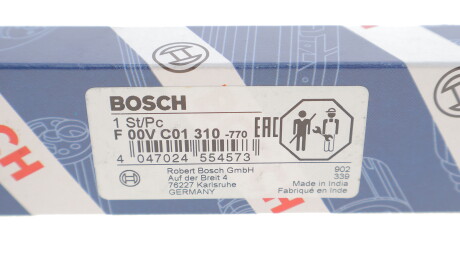 BOSCH
1 St/Pc
F 00V C01 310 -770
EAC
4 047024 554573
Robert Bosch GmbH
Auf der Breit 4
76227 Karlsruhe
GERMANY
902
339
Made in India
Fabriqué en Inde